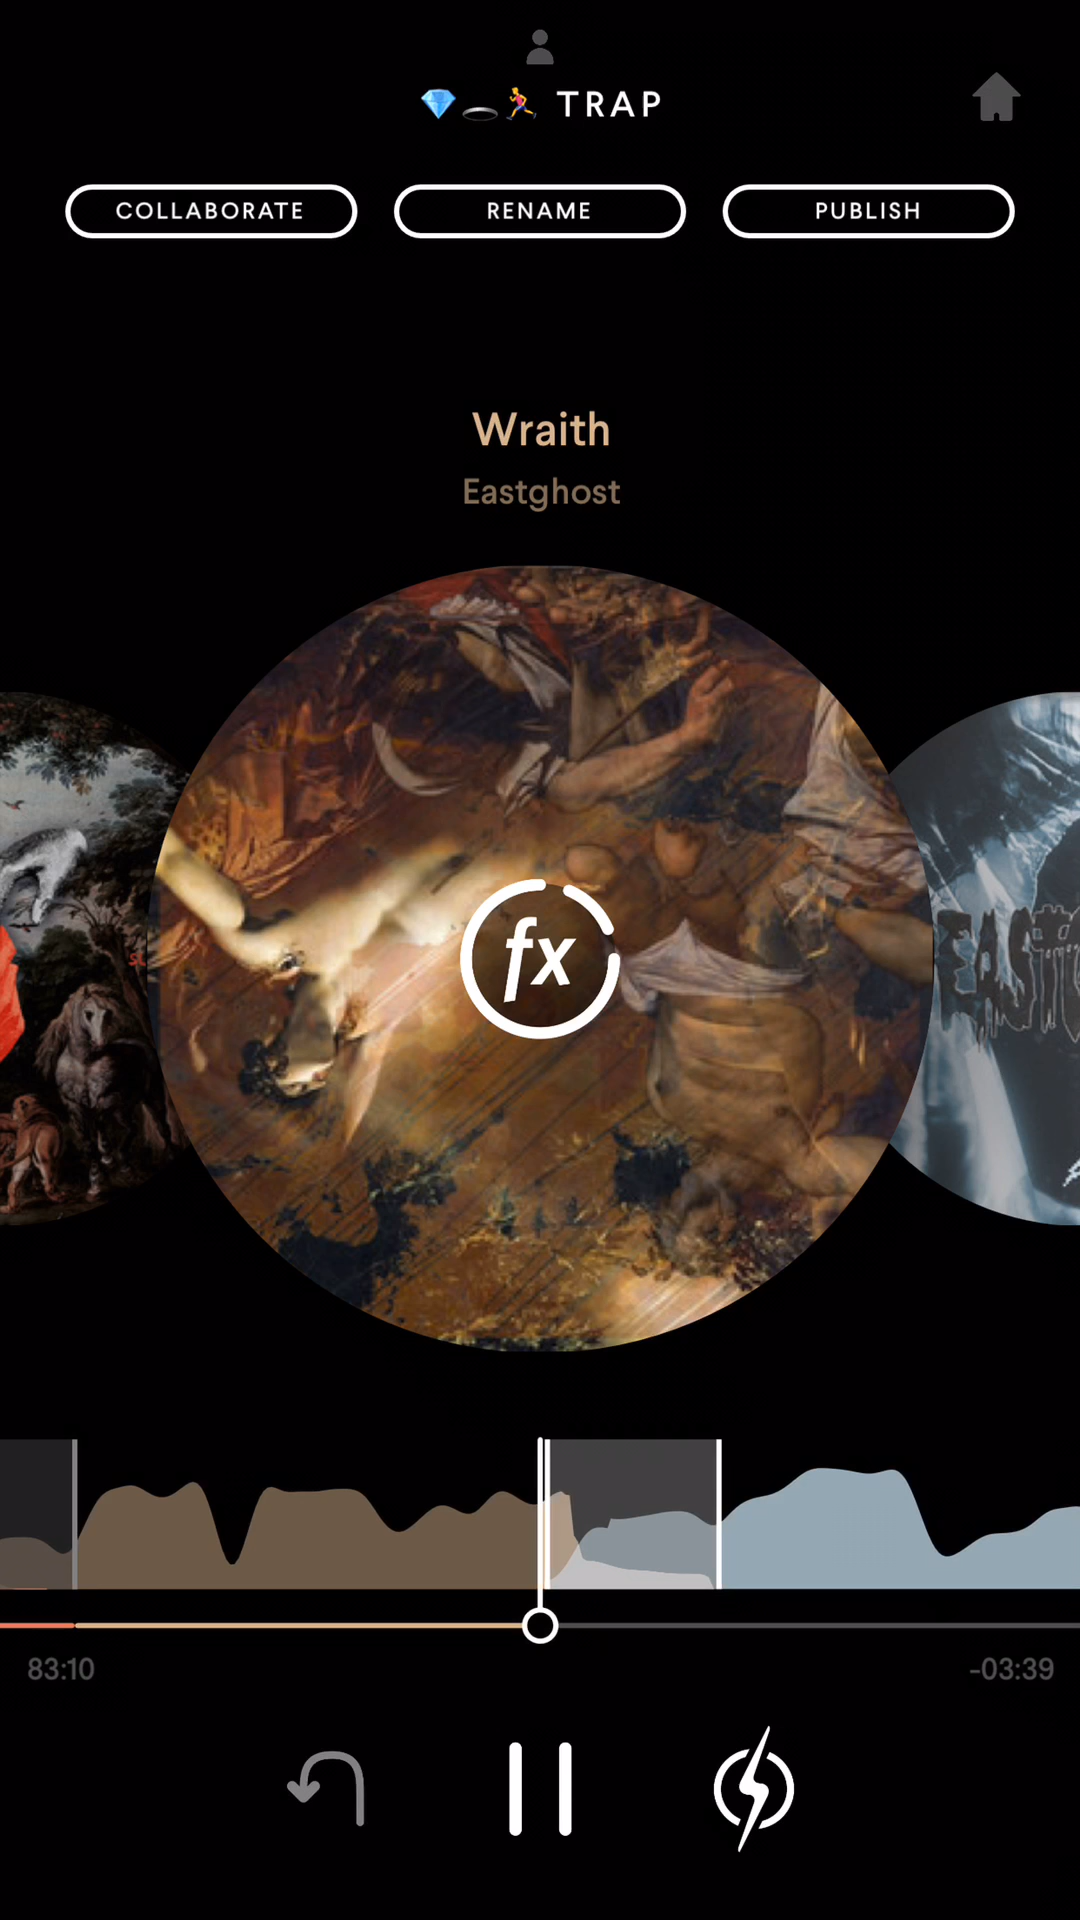 💎🕳️🏃 TRAP
COLLABORATE
RENAME
PUBLISH
Wraith
Eastghost
fx
83:10
-03:39